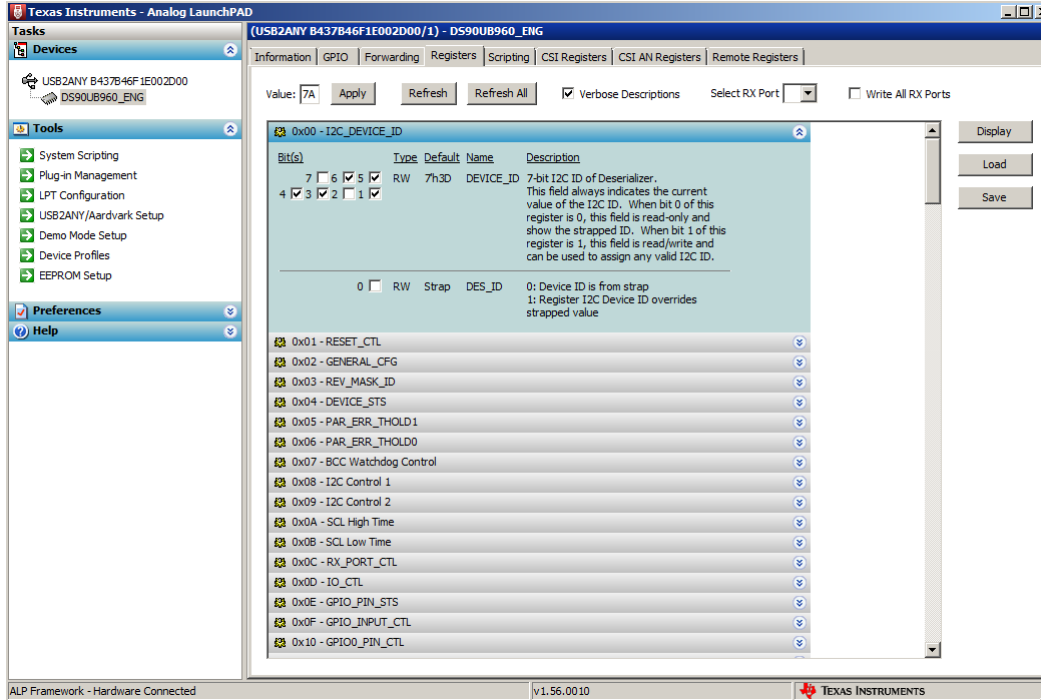 Texas Instruments - Analog LaunchPAD
Tasks
Devices
USB2ANY B437B46F1E002D00
DS90UB960_ENG
Tools
System Scripting
Plug-in Management
LPT Configuration
USB2ANY/Aardvark Setup
Demo Mode Setup
Device Profiles
EEPROM Setup
Preferences
Help
(USB2ANY B437B46F1E002D00/1) - DS90UB960_ENG
Information GPIO Forwarding Registers Scripting CSI Registers CSI AN Registers Remote Registers
Value: 7A Apply Refresh Refresh All Verbose Descriptions Select RX Port Write All RX Ports
0x00 - I2C_DEVICE_ID
Bit(s) Type Default Name Description
7 6 5 RW 7'h3D DEVICE_ID 7-bit I2C ID of Deserializer.
4 3 2 1 This field always indicates the current
value of the I2C ID. When bit 0 of this
register is 0, this field is read-only and
show the strapped ID. When bit 1 of this
register is 1, this field is read/write and
can be used to assign any valid I2C ID.
0 RW Strap DES_ID 0: Device ID is from strap
1: Register I2C Device ID overrides
strapped value
0x01 - RESET_CTL
0x02 - GENERAL_CFG
0x03 - REV_MASK_ID
0x04 - DEVICE_STS
0x05 - PAR_ERR_THOLD1
0x06 - PAR_ERR_THOLD0
0x07 - BCC Watchdog Control
0x08 - I2C Control 1
0x09 - I2C Control 2
0x0A - SCL High Time
0x0B - SCL Low Time
0x0C - RX_PORT_CTL
0x0D - IO_CTL
0x0E - GPIO_PIN_STS
0x0F - GPIO_INPUT_CTL
0x10 - GPIO0_PIN_CTL
Display
Load
Save
ALP Framework - Hardware Connected v1.56.0010 TEXAS INSTRUMENTS